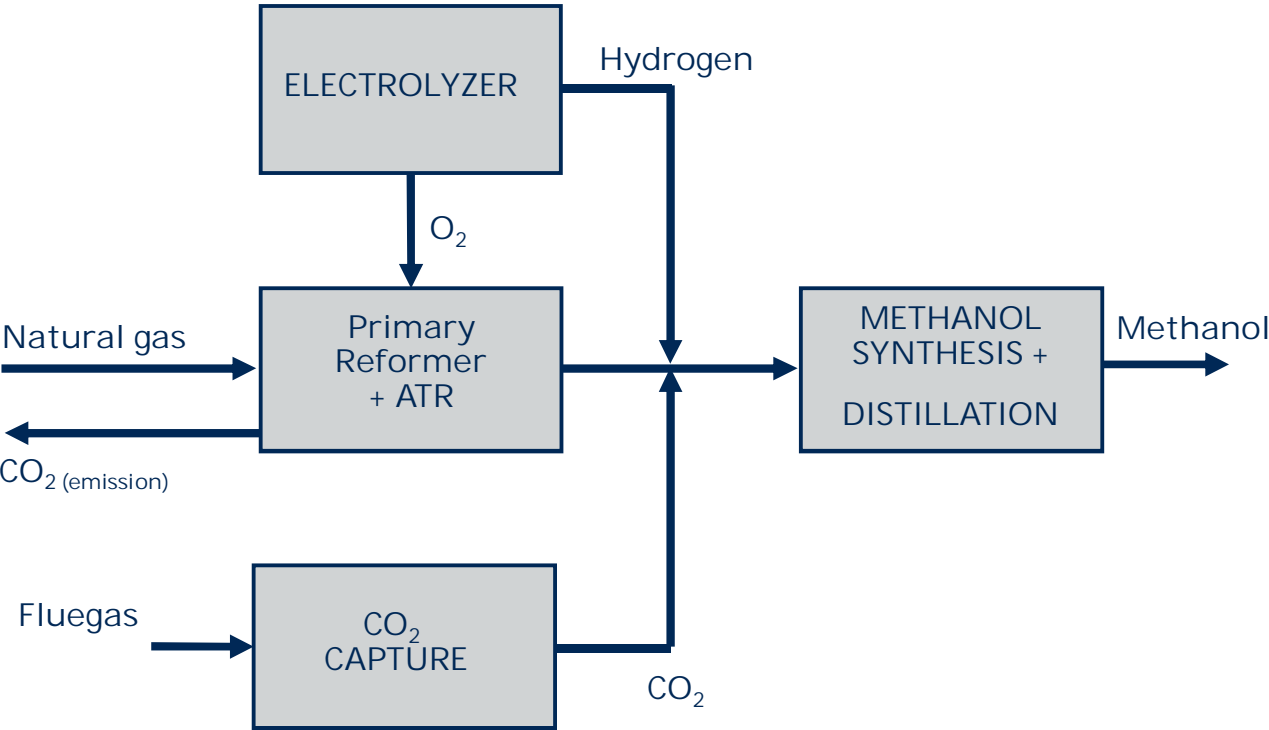 Hydrogen
ELECTROLYZER
O₂
Natural gas
Primary
Reformer
+ ATR
METHANOL
SYNTHESIS +
DISTILLATION
Methanol
CO₂ (emission)
Fluegas
CO₂
CAPTURE
CO₂